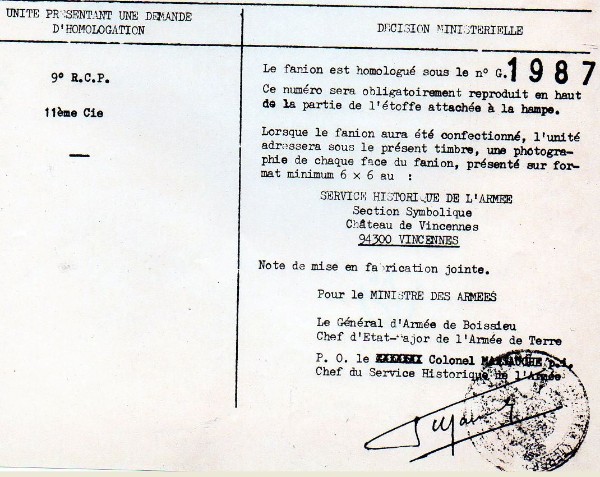 UNITE PRESENTANT UNE DEMANDE
D'HOMOLOGATION
9° R.C.P.
11ème Cie
DECISION MINISTERIELLE
Le fanion est homologué sous le n° G. 1987
Ce numéro sera obligatoirement reproduit en haut
de la partie de l'étoffe attachée à la hampe.
Lorsque le fanion aura été confectionné, l'unité
adressera sous le présent timbre, une photogra-
phie de chaque face du fanion, présenté sur for-
mat minimum 6 x 6 au :
SERVICE HISTORIQUE DE L'ARMEE
Section Symbolique
Château de Vincennes
94300 VINCENNES
Note de mise en fabrication jointe.
Pour le MINISTRE DES ARMEES
Le Général d'Armée de Boissieu
Chef d'Etat-Major de l'Armée de Terre
P. O. le Colonel p.i.
Chef du Service Historique de l'Armée